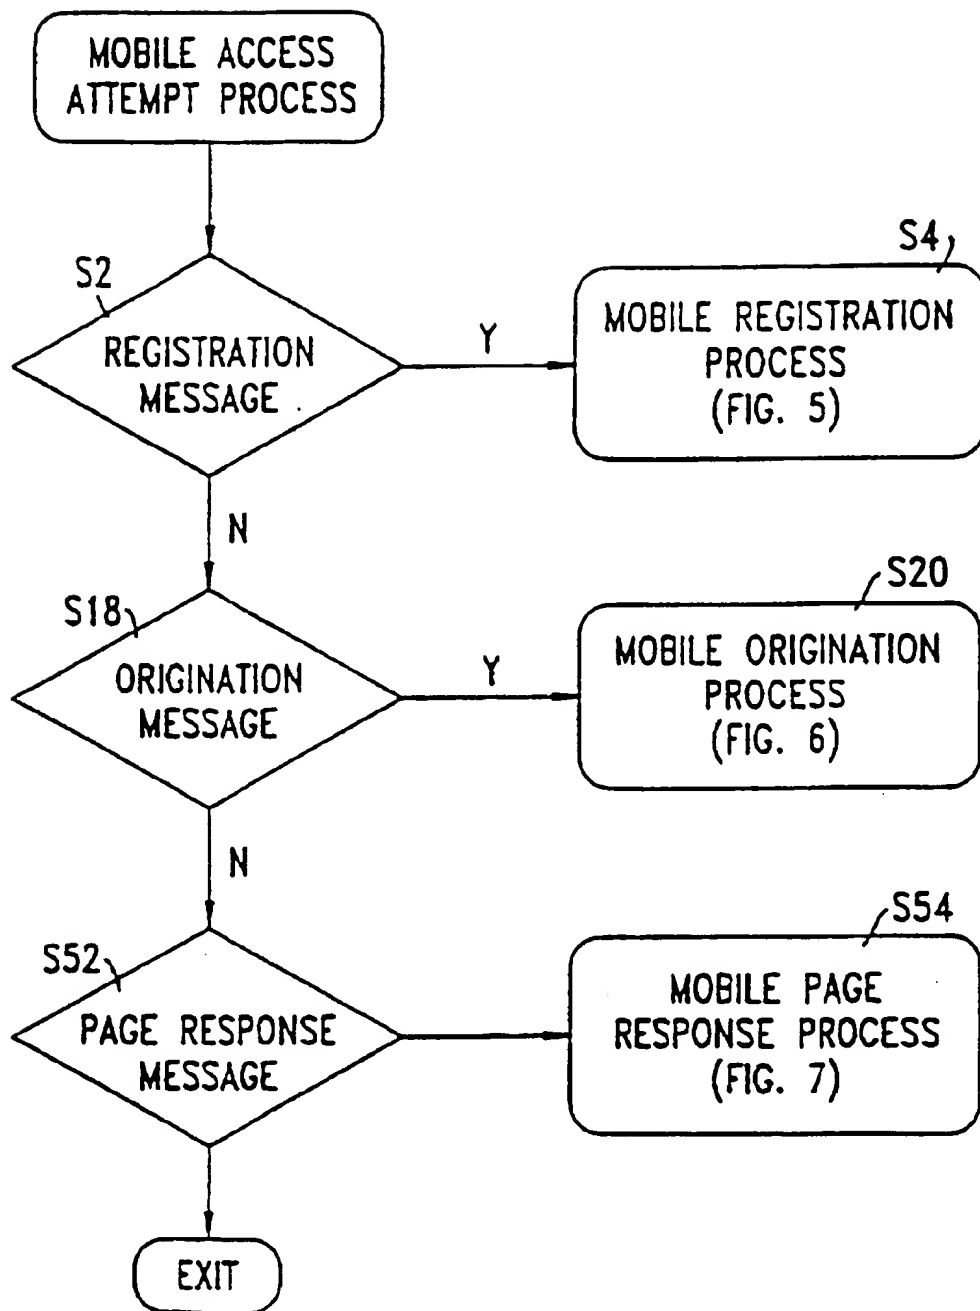 MOBILE ACCESS
ATTEMPT PROCESS
S2
REGISTRATION
MESSAGE
Y
S4
MOBILE REGISTRATION
PROCESS
(FIG. 5)
N
S18
ORIGINATION
MESSAGE
Y
S20
MOBILE ORIGINATION
PROCESS
(FIG. 6)
N
S52
PAGE RESPONSE
MESSAGE
S54
MOBILE PAGE
RESPONSE PROCESS
(FIG. 7)
EXIT